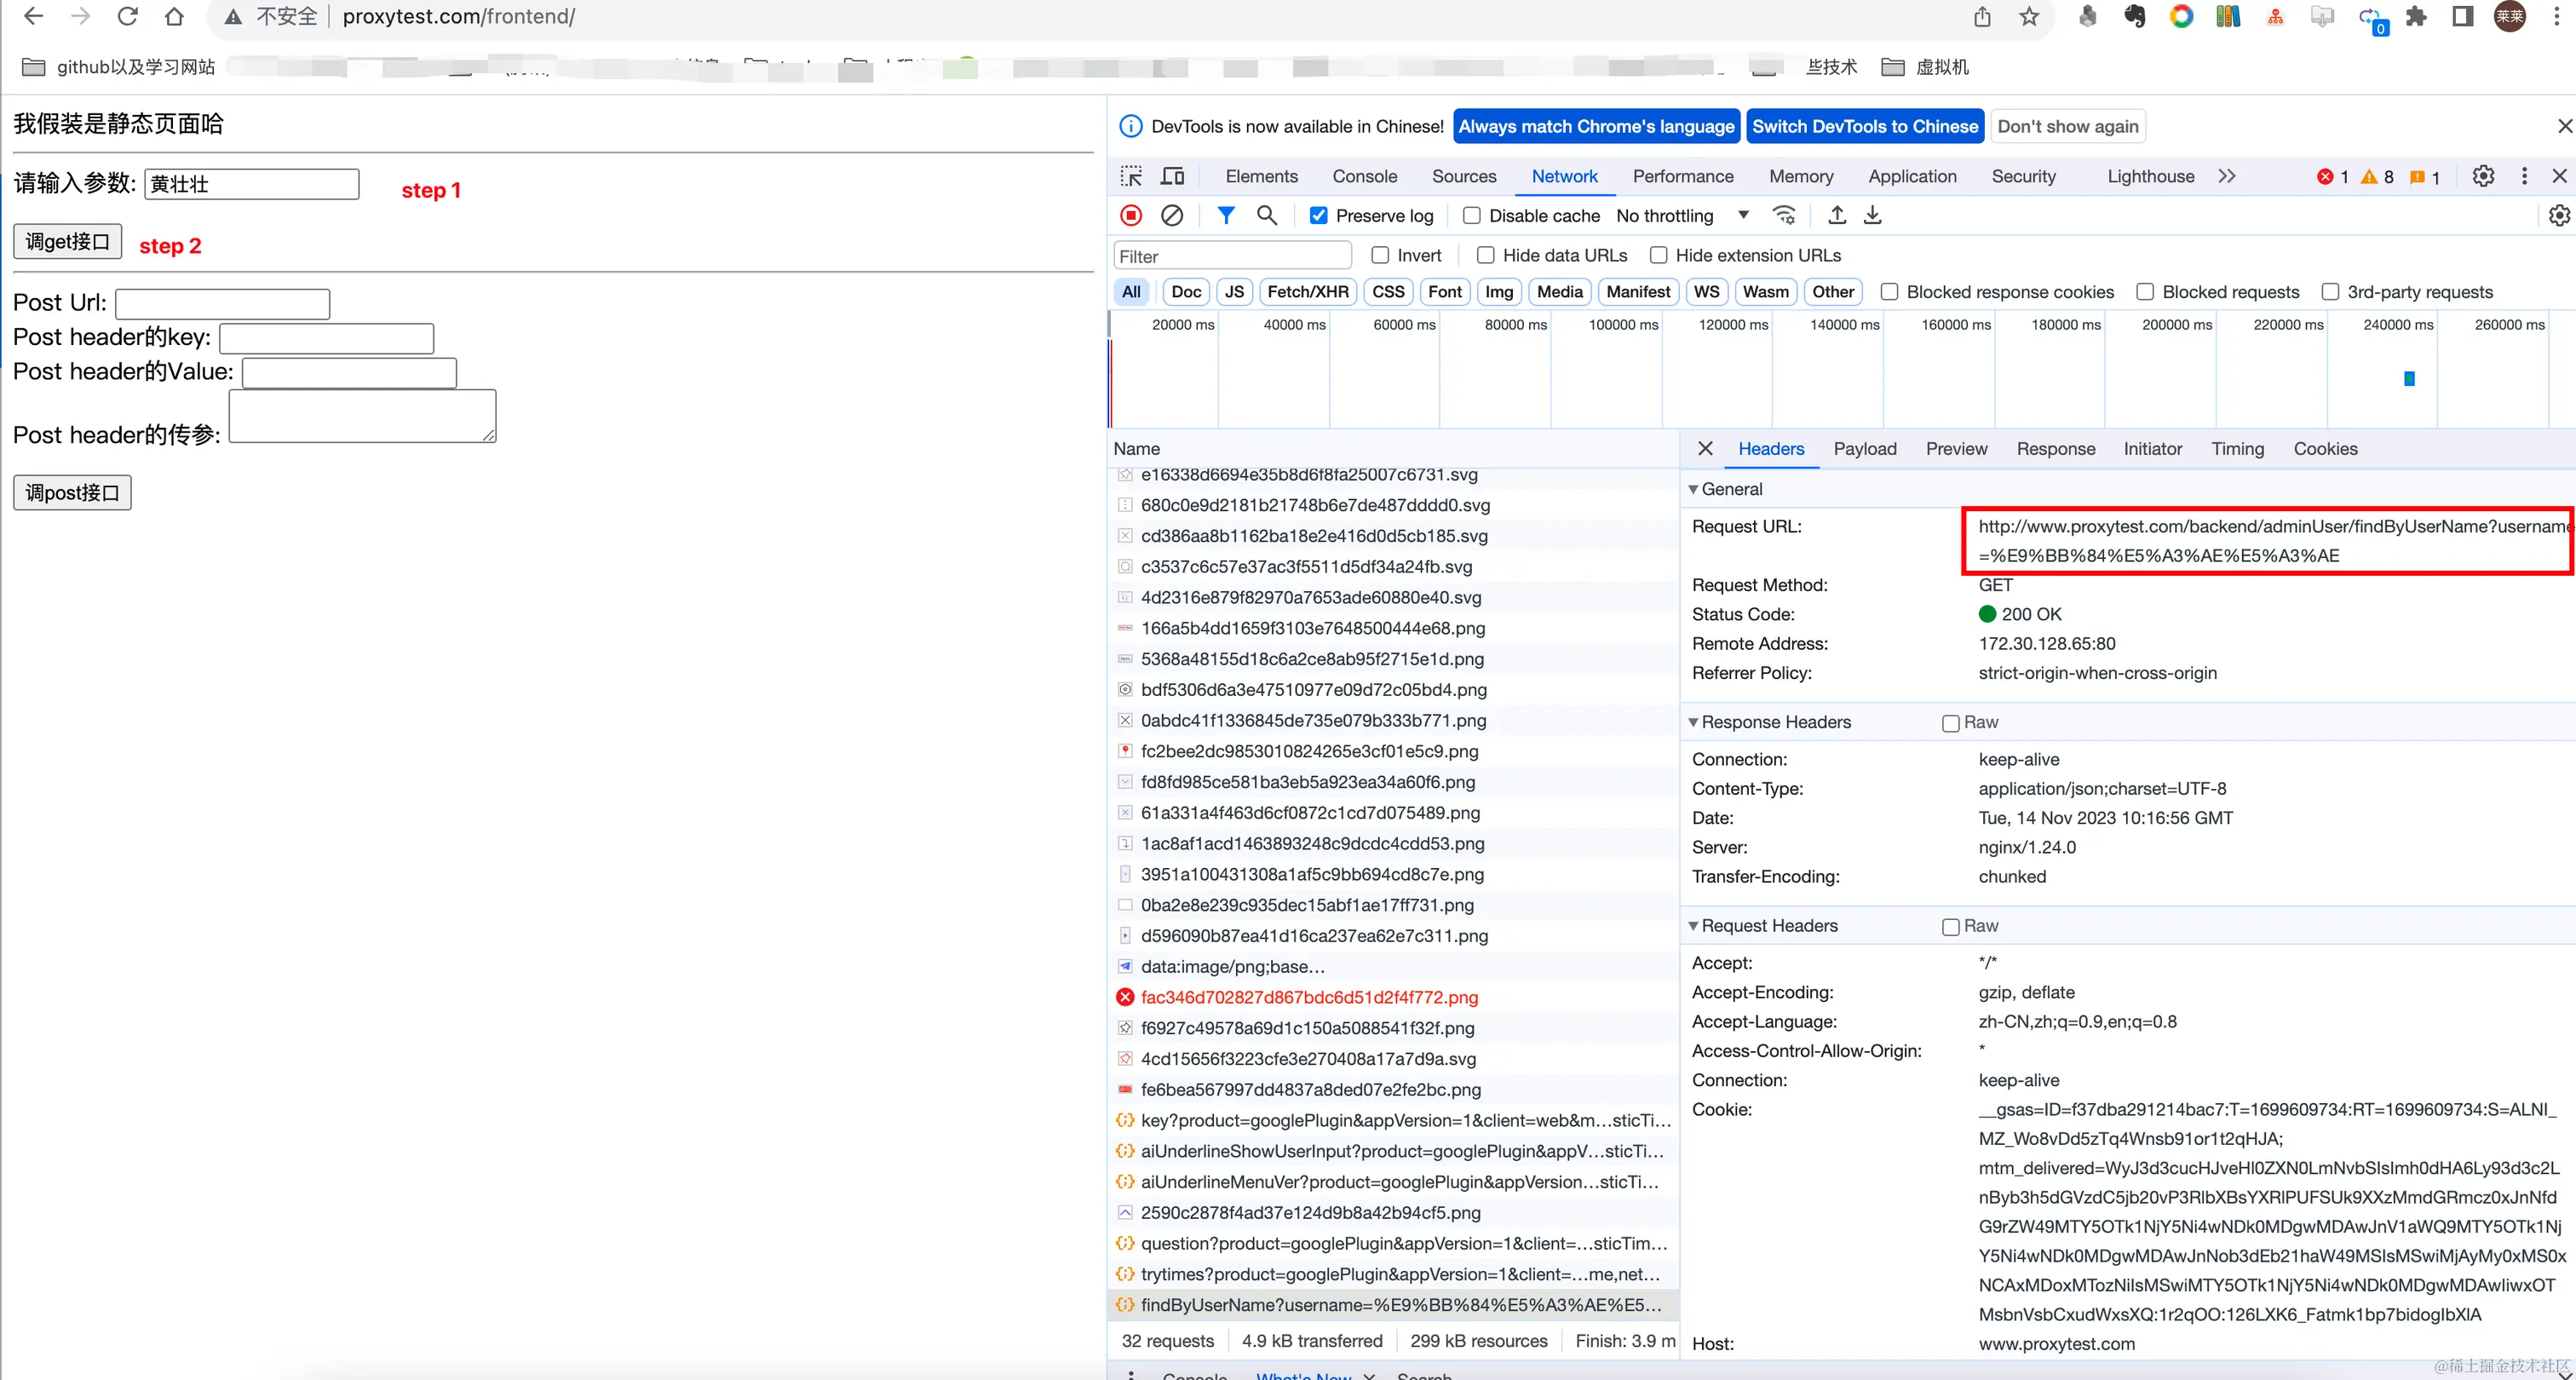 不安全 proxytest.com/frontend/
0
莱莱
github以及学习网站
些技术 虚拟机
我假装是静态页面哈
请输入参数: 黄壮壮 step 1
调get接口 step 2
Post Url:
Post header的key:
Post header的Value:
Post header的传参:
调post接口
DevTools is now available in Chinese! Always match Chrome's language Switch DevTools to Chinese Don't show again
Elements Console Sources Network Performance Memory Application Security Lighthouse 1 8 1
Preserve log Disable cache No throttling
Filter Invert Hide data URLs Hide extension URLs
All Doc JS Fetch/XHR CSS Font Img Media Manifest WS Wasm Other Blocked response cookies Blocked requests 3rd-party requests
20000 ms 40000 ms 60000 ms 80000 ms 100000 ms 120000 ms 140000 ms 160000 ms 180000 ms 200000 ms 220000 ms 240000 ms 260000 ms
Name
e16338d6694e35b8d6f8fa25007c6731.svg
680c0e9d2181b21748b6e7de487dddd0.svg
cd386aa8b1162ba18e2e416d0d5cb185.svg
c3537c6c57e37ac3f5511d5df34a24fb.svg
4d2316e879f82970a7653ade60880e40.svg
166a5b4dd1659f3103e7648500444e68.png
5368a48155d18c6a2ce8ab95f2715e1d.png
bdf5306d6a3e47510977e09d72c05bd4.png
0abdc41f1336845de735e079b333b771.png
fc2bee2dc9853010824265e3cf01e5c9.png
fd8fd985ce581ba3eb5a923ea34a60f6.png
61a331a4f463d6cf0872c1cd7d075489.png
1ac8af1acd1463893248c9dcdc4cdd53.png
3951a100431308a1af5c9bb694cd8c7e.png
0ba2e8e239c935dec15abf1ae17ff731.png
d596090b87ea41d16ca237ea62e7c311.png
data:image/png;base…
fac346d702827d867bdc6d51d2f4f772.png
f6927c49578a69d1c150a5088541f32f.png
4cd15656f3223cfe3e270408a17a7d9a.svg
fe6bea567997dd4837a8ded07e2fe2bc.png
key?product=googlePlugin&appVersion=1&client=web&m…sticTi…
aiUnderlineShowUserInput?product=googlePlugin&appV…sticTi…
aiUnderlineMenuVer?product=googlePlugin&appVersion…sticTi…
2590c2878f4ad37e124d9b8a42b94cf5.png
question?product=googlePlugin&appVersion=1&client=…sticTim…
trytimes?product=googlePlugin&appVersion=1&client=…me,net…
findByUserName?username=%E9%BB%84%E5%A3%AE%E5…
32 requests 4.9 kB transferred 299 kB resources Finish: 3.9 m
Headers Payload Preview Response Initiator Timing Cookies
General
Request URL: http://www.proxytest.com/backend/adminUser/findByUserName?username
=%E9%BB%84%E5%A3%AE%E5%A3%AE
Request Method: GET
Status Code: 200 OK
Remote Address: 172.30.128.65:80
Referrer Policy: strict-origin-when-cross-origin
Response Headers Raw
Connection: keep-alive
Content-Type: application/json;charset=UTF-8
Date: Tue, 14 Nov 2023 10:16:56 GMT
Server: nginx/1.24.0
Transfer-Encoding: chunked
Request Headers Raw
Accept: */*
Accept-Encoding: gzip, deflate
Accept-Language: zh-CN,zh;q=0.9,en;q=0.8
Access-Control-Allow-Origin: *
Connection: keep-alive
Cookie: __gsas=ID=f37dba291214bac7:T=1699609734:RT=1699609734:S=ALNI_
MZ_Wo8vDd5zTq4Wnsb91or1t2qHJA;
mtm_delivered=WyJ3d3cucHJveHl0ZXN0LmNvbSIsImh0dHA6Ly93d3c2L
nByb3h5dGVzdC5jb20vP3RlbXBsYXRlPUFSUk9XXzMmdGRmcz0xJnNfd
G9rZW49MTY5OTk1NjY5Ni4wNDk0MDgwMDAwJnV1aWQ9MTY5OTk1Nj
Y5Ni4wNDk0MDgwMDAwJnNob3dEb21haW49MSIsMSwiMjAyMy0xMS0x
NCAxMDoxMTozNiIsMSwiMTY5OTk1NjY5Ni4wNDk0MDgwMDAwIiwxOT
MsbnVsbCxudWxsXQ:1r2qOO:126LXK6_Fatmk1bp7bidogIbXlA
Host: www.proxytest.com
Console What's New Search
@稀土掘金技术社区